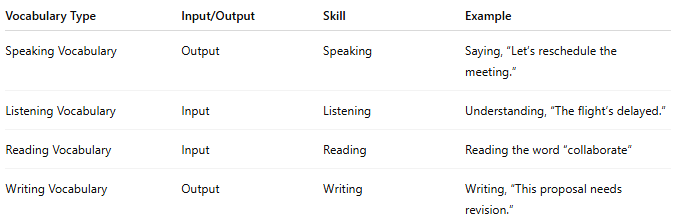 Vocabulary Type Input/Output Skill Example
Speaking Vocabulary Output Speaking Saying, “Let’s reschedule the
meeting.”
Listening Vocabulary Input Listening Understanding, “The flight’s delayed.”
Reading Vocabulary Input Reading Reading the word “collaborate”
Writing Vocabulary Output Writing Writing, “This proposal needs
revision.”